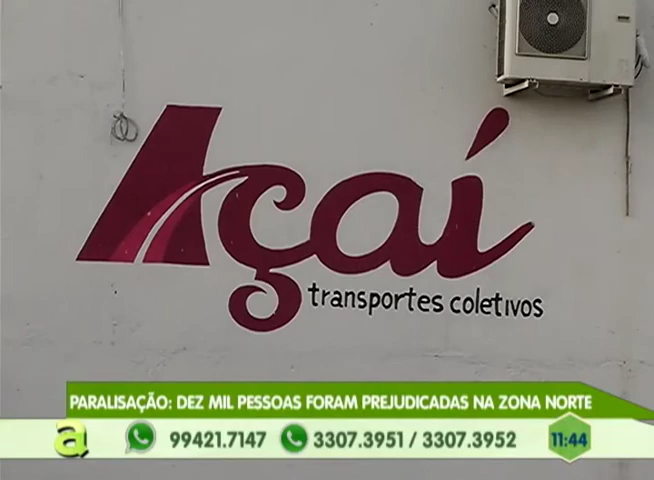 Açaí
transportes coletivos
PARALISAÇÃO: DEZ MIL PESSOAS FORAM PREJUDICADAS NA ZONA NORTE
a 99421.7147 3307.3951 / 3307.3952 11:44